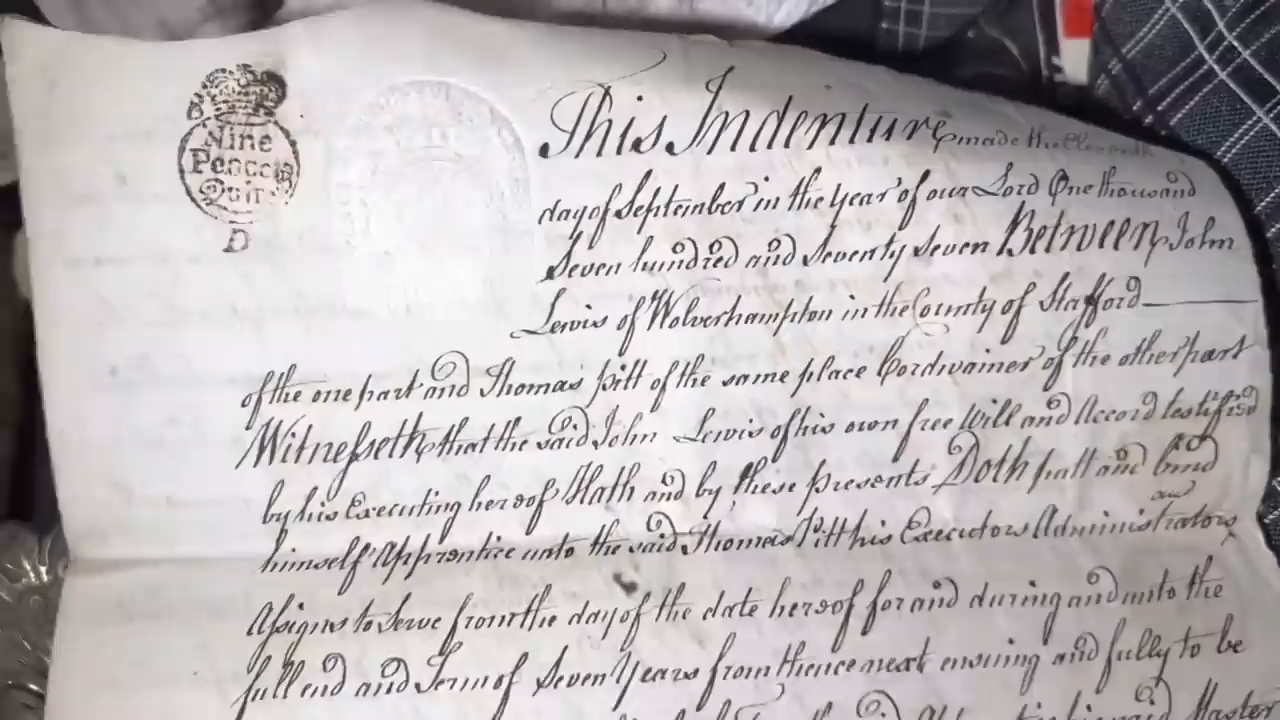 Nine
Pence
Quire
D
This Indenture made the Eleventh
day of September in the Year of our Lord One thousand
Seven hundred and Seventy Seven Between John
Lewis of Wolverhampton in the County of Stafford
of the one part and Thomas Pitt of the same place Cordwainer of the other part
Witnesseth that the said John Lewis of his own free Will and Accord testified
by his Executing hereof Hath and by these presents Doth putt and bind
himself Apprentice unto the said Thomas Pitt his Executors Administrators and
Assigns to Serve from the day of the date hereof for and during and unto the
full end and Term of Seven Years from thence next ensuing and fully to be
Master